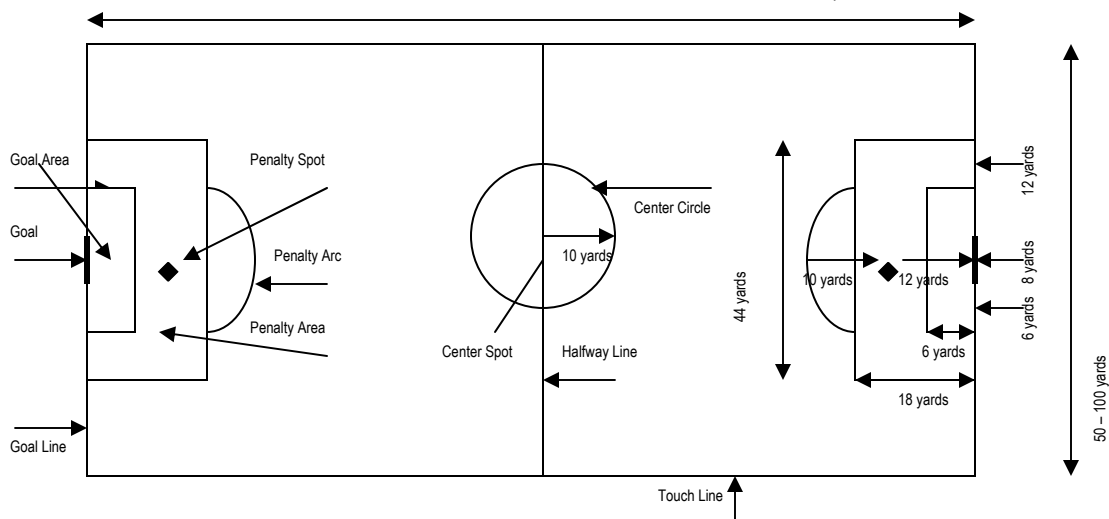 Goal Area
Penalty Spot
12 yards
Center Circle
Goal
10 yards
Penalty Arc
10 yards
12 yards
8 yards
44 yards
6 yards
Penalty Area
Center Spot
Halfway Line
6 yards
18 yards
50 – 100 yards
Goal Line
Touch Line